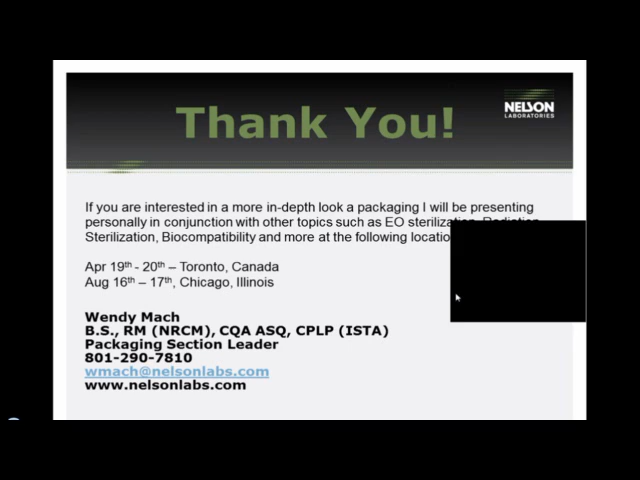 NELSON
LABORATORIES
Thank You!
If you are interested in a more in-depth look a packaging I will be presenting
personally in conjunction with other topics such as EO sterilization, Radiation
Sterilization, Biocompatibility and more at the following
Apr 19th - 20th – Toronto, Canada
Aug 16th – 17th, Chicago, Illinois
Wendy Mach
B.S., RM (NRCM), CQA ASQ, CPLP (ISTA)
Packaging Section Leader
801-290-7810
wmach@nelsonlabs.com
www.nelsonlabs.com